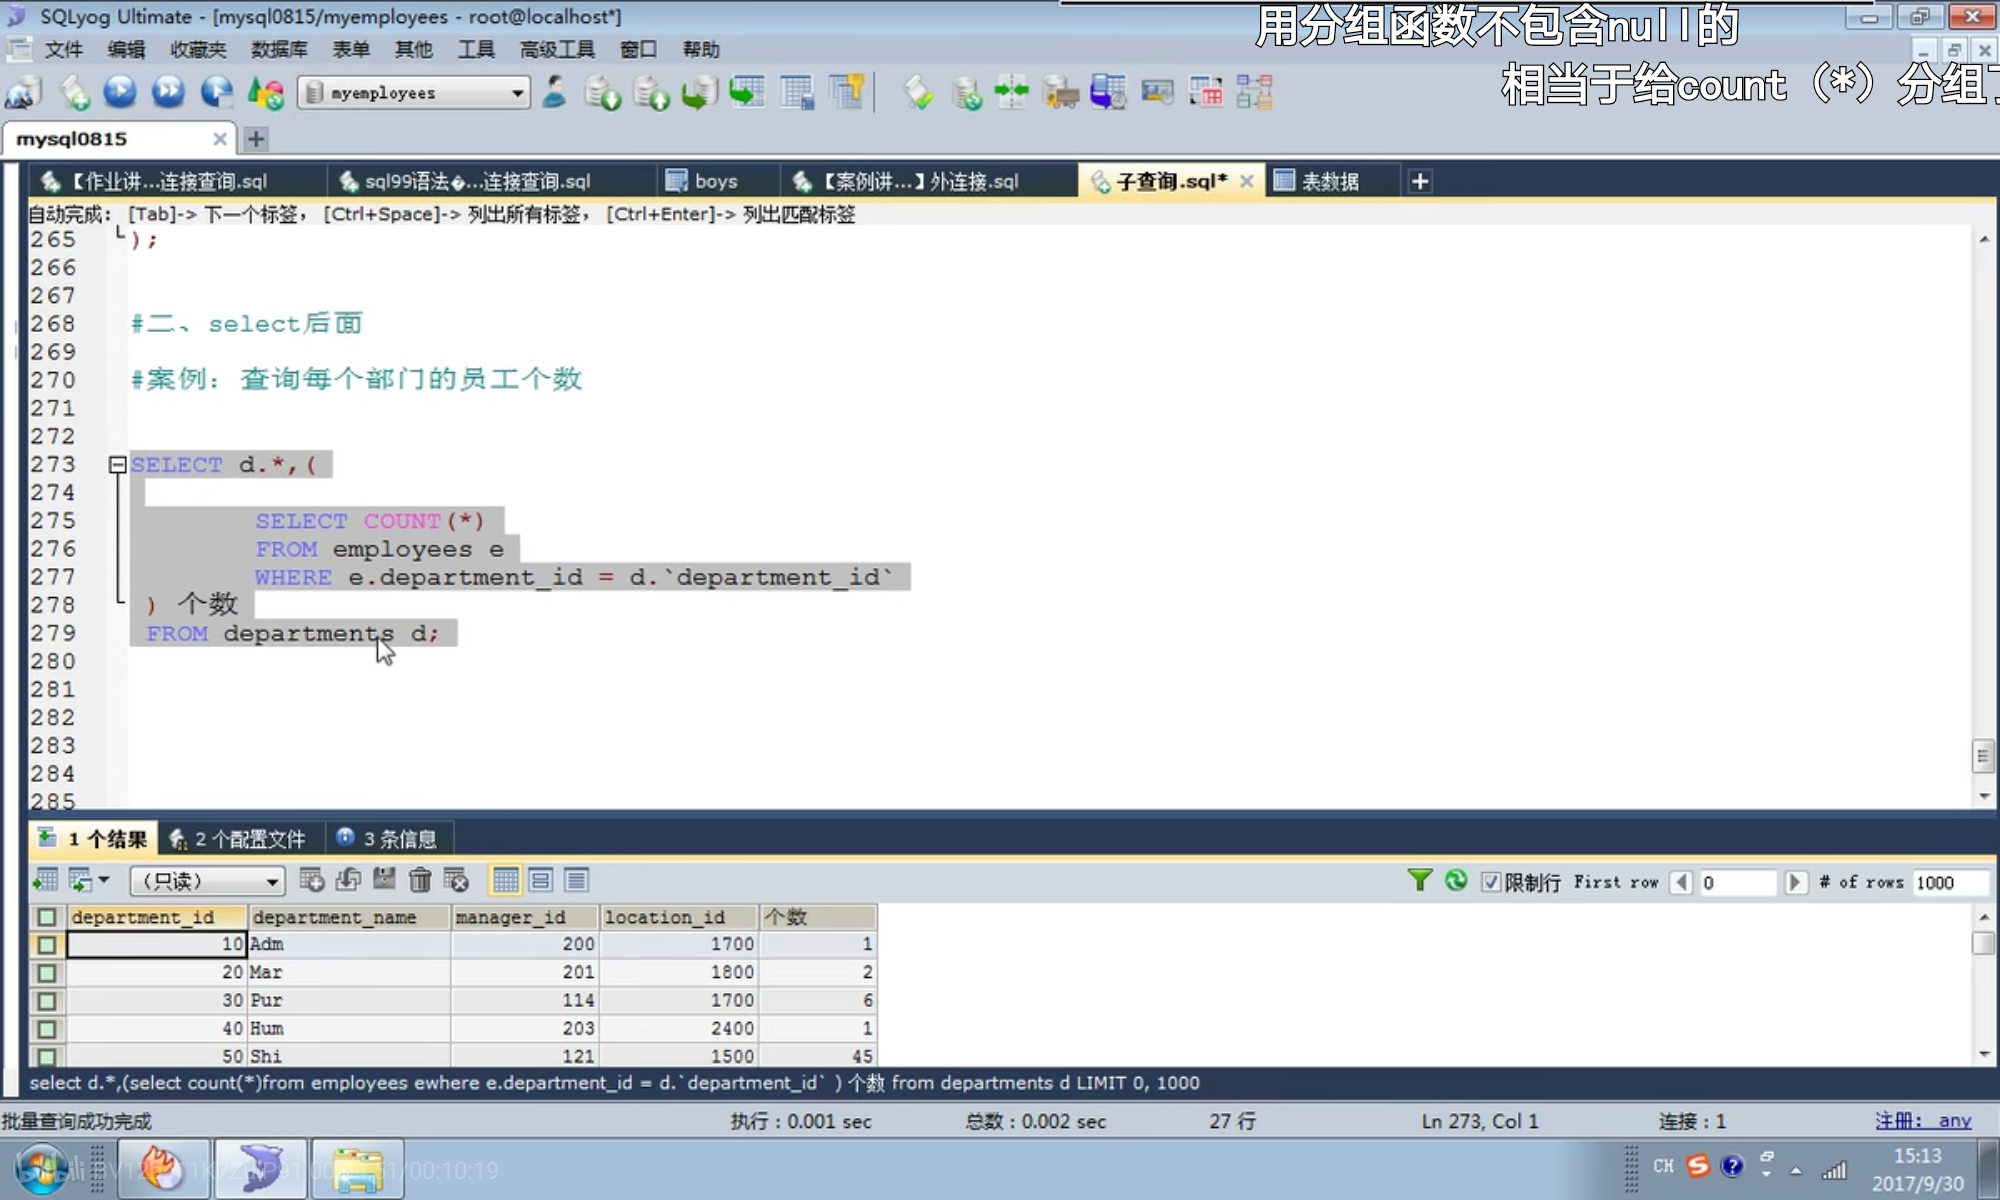 SQLyog Ultimate - [mysql0815/myemployees - root@localhost*]
用分组函数不包含null的
文件 编辑 收藏夹 数据库 表单 其他 工具 高级工具 窗口 帮助
相当于给count（*）分组了
myemployees
mysql0815
【作业讲...连接查询.sql sql99语法�...连接查询.sql boys 【案例讲...】外连接.sql 子查询.sql* 表数据
自动完成： [Tab]-> 下一个标签， [Ctrl+Space]-> 列出所有标签， [Ctrl+Enter]-> 列出匹配标签
265 );
266
267
268 #二、select后面
269
270 #案例：查询每个部门的员工个数
271
272
273 SELECT d.*,(
274
275 SELECT COUNT(*)
276 FROM employees e
277 WHERE e.department_id = d.`department_id`
278 ) 个数
279 FROM departments d;
280
281
282
283
284
285
1 个结果 2 个配置文件 3 条信息
（只读） 限制行 First row 0 # of rows 1000
department_id department_name manager_id location_id 个数
10 Adm 200 1700 1
20 Mar 201 1800 2
30 Pur 114 1700 6
40 Hum 203 2400 1
50 Shi 121 1500 45
select d.*,(select count(*)from employees ewhere e.department_id = d.`department_id` ) 个数 from departments d LIMIT 0, 1000
批量查询成功完成 执行：0.001 sec 总数：0.002 sec 27 行 Ln 273, Col 1 连接：1 注册： any
/00:10:19
CH 15:13
2017/9/30